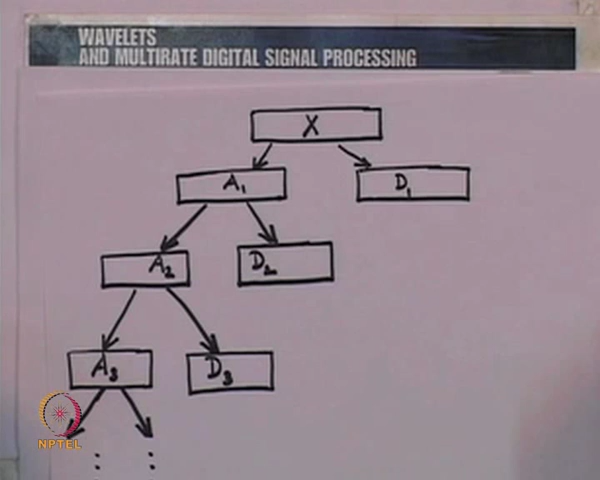 WAVELETS
AND MULTIRATE DIGITAL SIGNAL PROCESSING
X
A1 D1
A2 D2
A3 D3
NPTEL